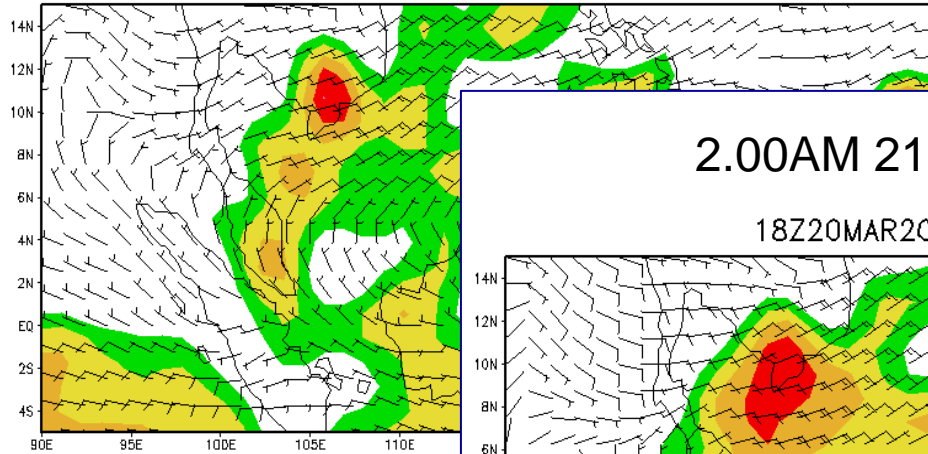 14N
12N
10N
8N
6N
4N
2N
EQ
2S
4S
90E 95E 100E 105E 110E
2.00AM 21
18Z20MAR20
14N
12N
10N
8N
6N